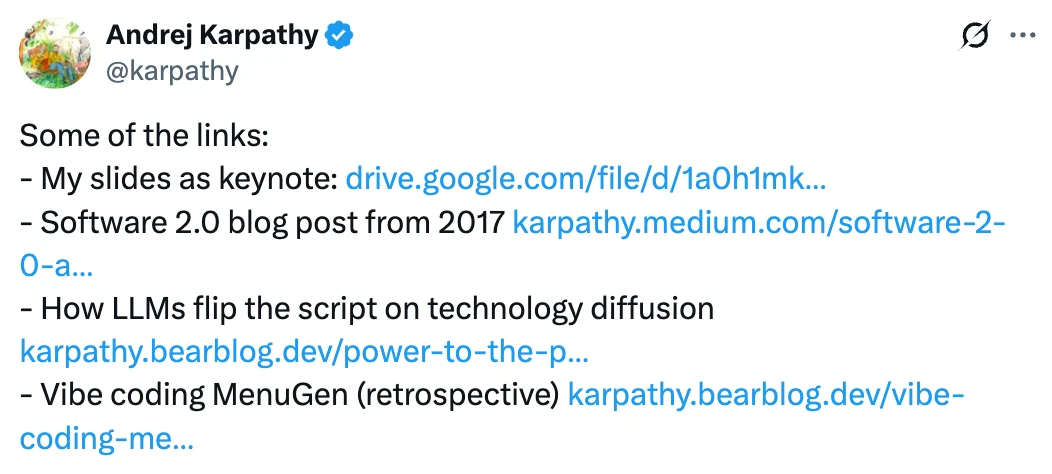 Andrej Karpathy
@karpathy
Some of the links:
- My slides as keynote: drive.google.com/file/d/1a0h1mk...
- Software 2.0 blog post from 2017 karpathy.medium.com/software-2-
0-a...
- How LLMs flip the script on technology diffusion
karpathy.bearblog.dev/power-to-the-p...
- Vibe coding MenuGen (retrospective) karpathy.bearblog.dev/vibe-
coding-me...